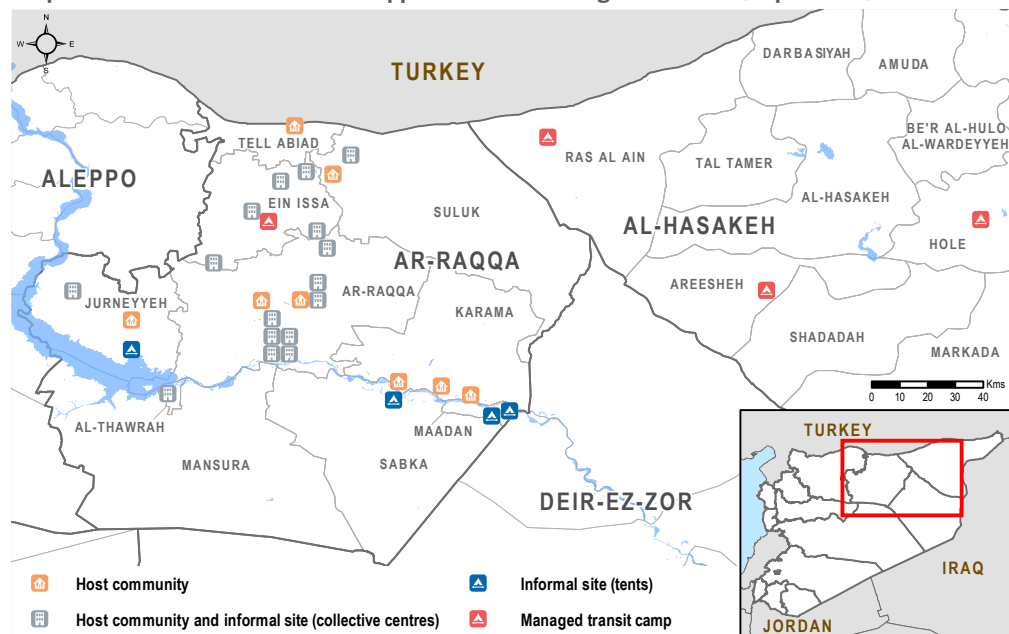 N
W
E
S
TURKEY
DARBASIYAH
AMUDA
BE'R AL-HULO
AL-WARDEYYEH
TELL ABIAD
RAS AL AIN
TAL TAMER
ALEPPO
EIN ISSA
AL-HASAKEH
SULUK
AL-HASAKEH
HOLE
AR-RAQQA
AREESHEH
JURNEYYEH
AR-RAQQA
KARAMA
SHADADAH
MARKADA
Kms
0 10 20 30 40
AL-THAWRAH
MAADAN
MANSURA
SABKA
DEIR-EZ-ZOR
TURKEY
IRAQ
JORDAN
Host community
Informal site (tents)
Host community and informal site (collective centres)
Managed transit camp